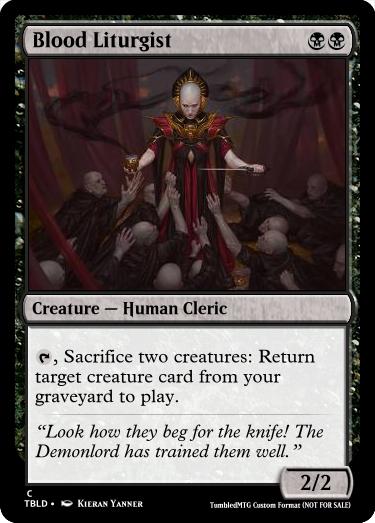 Blood Liturgist
Creature — Human Cleric
, Sacrifice two creatures: Return
target creature card from your
graveyard to play.
“Look how they beg for the knife! The
Demonlord has trained them well.”
2/2
C
TBLD • Kieran Yanner
TumbledMTG Custom Format (NOT FOR SALE)